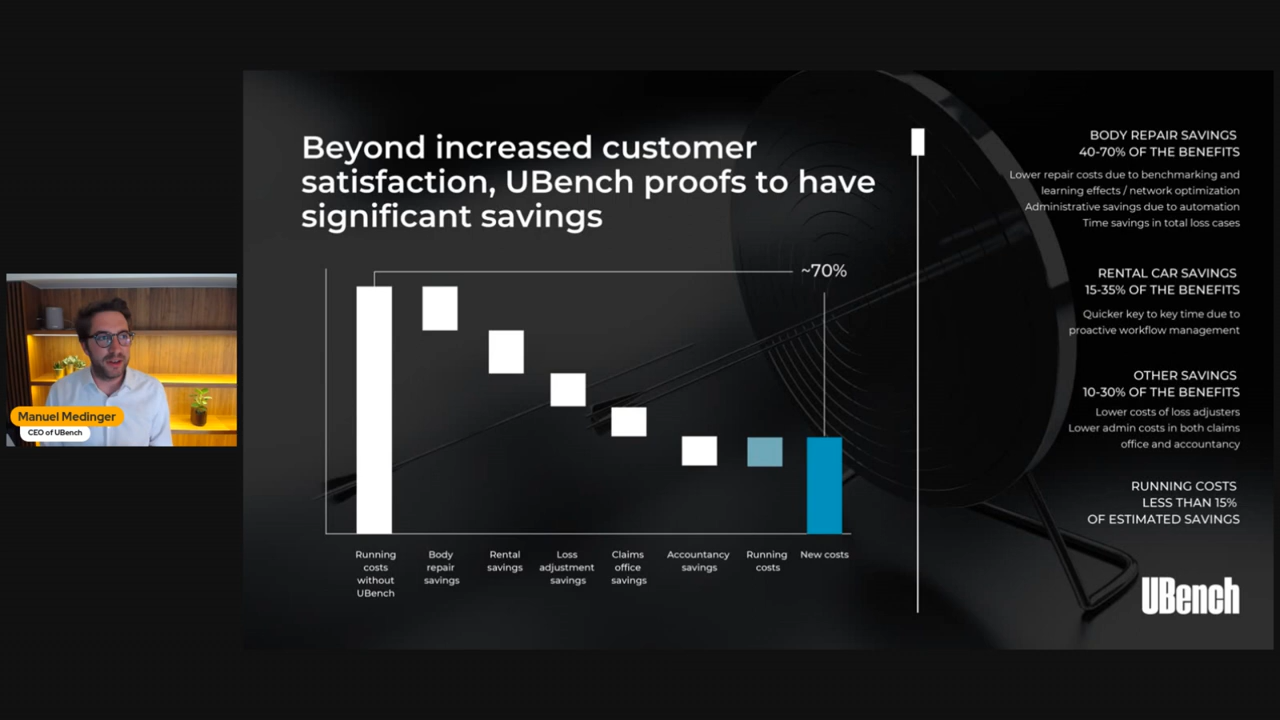 Beyond increased customer
satisfaction, UBench proofs to have
significant savings
~70%
Running
costs
without
UBench
Body
repair
savings
Rental
savings
Loss
adjustment
savings
Claims
office
savings
Accountancy
savings
Running
costs
New costs
BODY REPAIR SAVINGS
40-70% OF THE BENEFITS
Lower repair costs due to benchmarking and
learning effects / network optimization
Administrative savings due to automation
Time savings in total loss cases
RENTAL CAR SAVINGS
15-35% OF THE BENEFITS
Quicker key to key time due to
proactive workflow management
OTHER SAVINGS
10-30% OF THE BENEFITS
Lower costs of loss adjusters
Lower admin costs in both claims
office and accountancy
RUNNING COSTS
LESS THAN 15%
OF ESTIMATED SAVINGS
UBench
Manuel Medinger
CEO of UBench